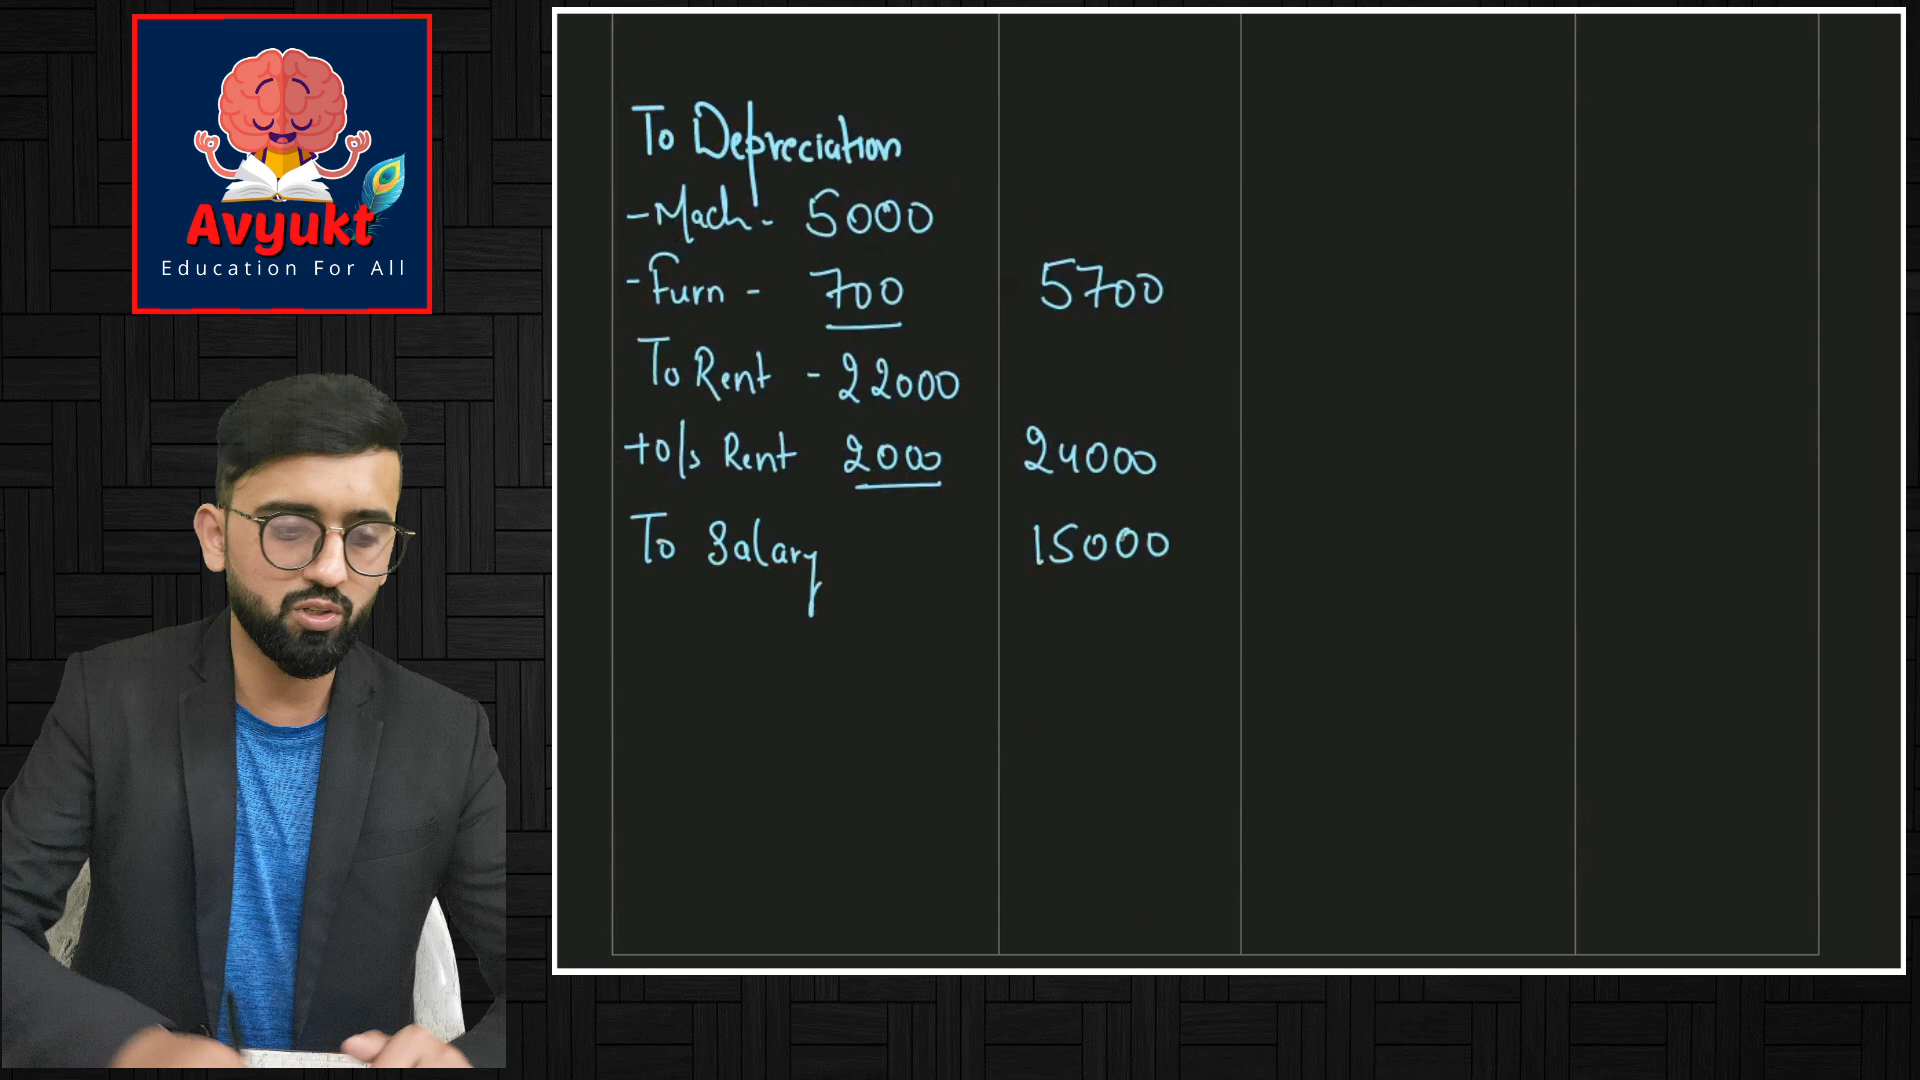 Avyukt
Education For All
To Depreciation
- Mach - 5000
- Furn - 700 5700
To Rent - 22000
+ o/s Rent 2000 24000
To Salary 15000